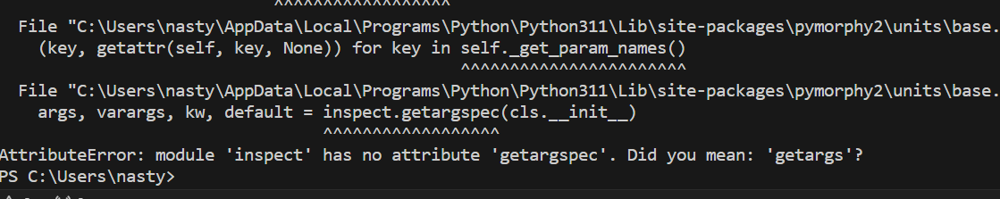 ^^^^^^^^^^^^^^^^^^
File "C:\Users\nasty\AppData\Local\Programs\Python\Python311\Lib\site-packages\pymorphy2\units\base.
(key, getattr(self, key, None)) for key in self._get_param_names()
^^^^^^^^^^^^^^^^^^^^^^^
File "C:\Users\nasty\AppData\Local\Programs\Python\Python311\Lib\site-packages\pymorphy2\units\base.
args, varargs, kw, default = inspect.getargspec(cls.__init__)
^^^^^^^^^^^^^^^^^^
AttributeError: module 'inspect' has no attribute 'getargspec'. Did you mean: 'getargs'?
PS C:\Users\nasty>